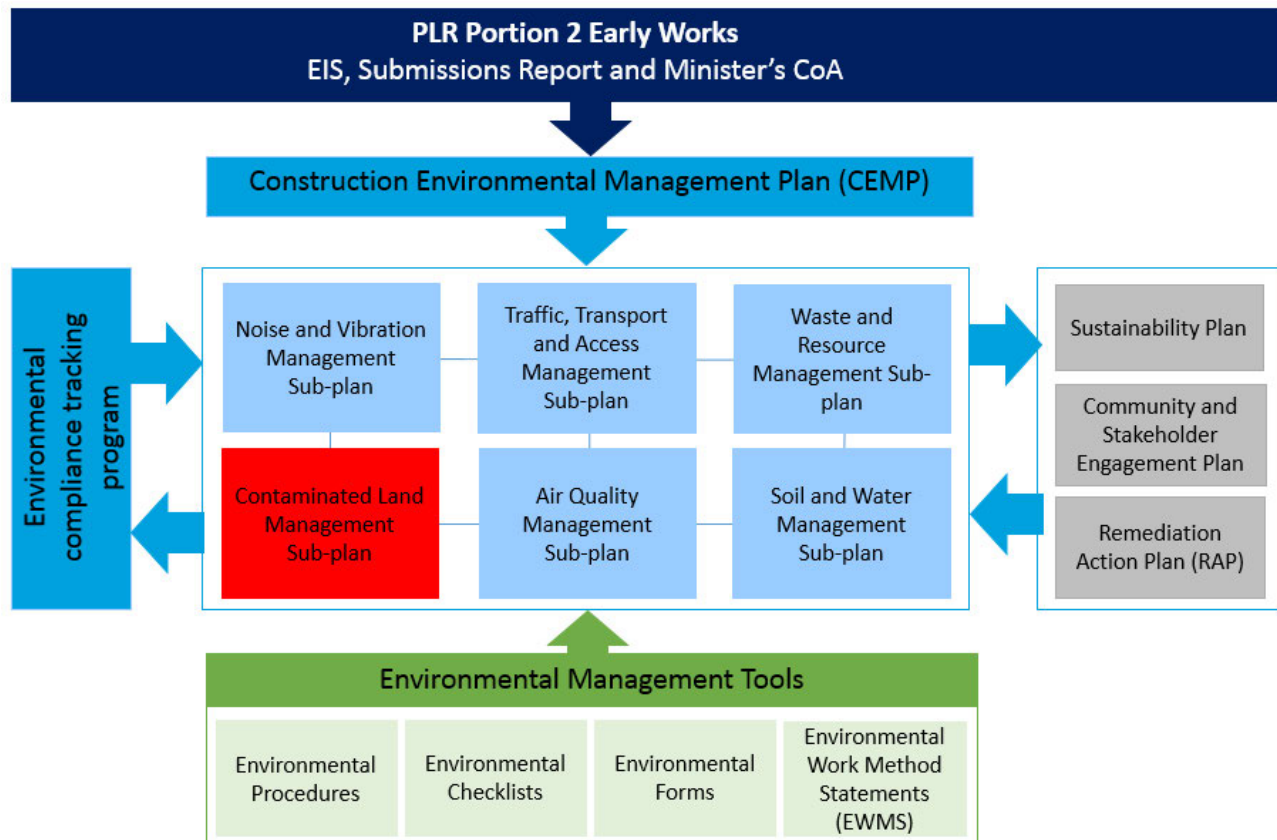 PLR Portion 2 Early Works
EIS, Submissions Report and Minister's CoA
Construction Environmental Management Plan (CEMP)
Environmental
compliance tracking
program
Noise and Vibration
Management
Sub-plan
Traffic, Transport
and Access
Management
Sub-plan
Waste and
Resource
Management Sub-
plan
Contaminated Land
Management
Sub-plan
Air Quality
Management
Sub-plan
Soil and Water
Management
Sub-plan
Sustainability Plan
Community and
Stakeholder
Engagement Plan
Remediation
Action Plan (RAP)
Environmental Management Tools
Environmental
Procedures
Environmental
Checklists
Environmental
Forms
Environmental
Work Method
Statements
(EWMS)